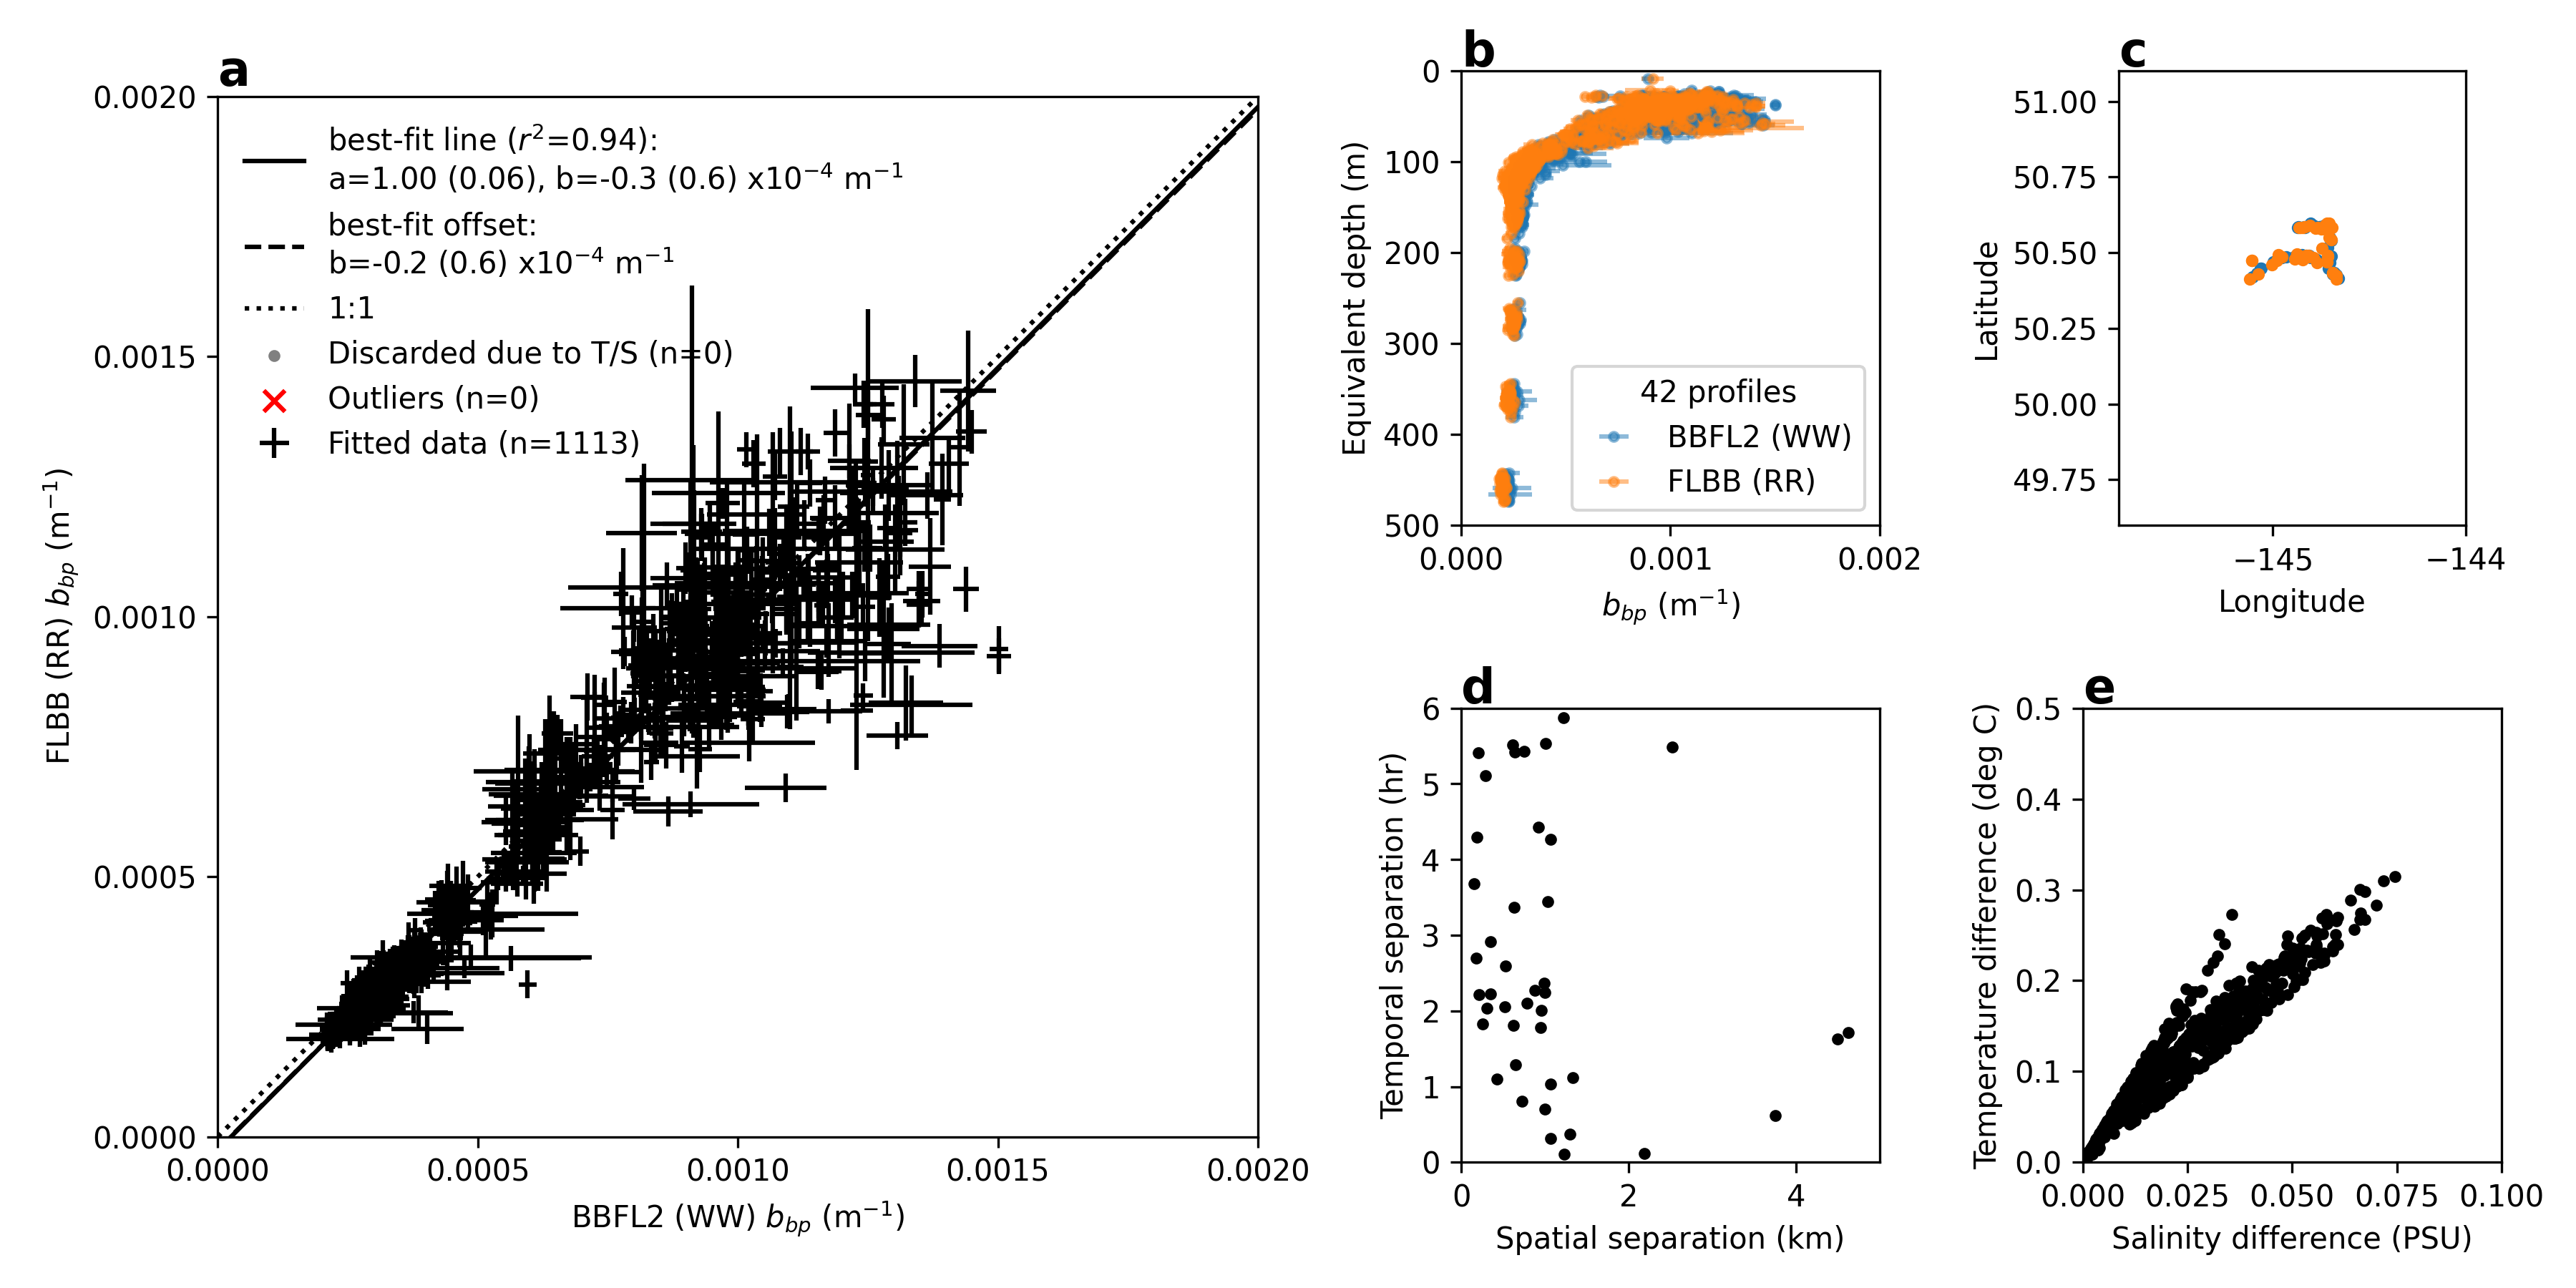 a
0.0020
0.0015
0.0010
0.0005
0.0000
FLBB (RR) b_bp (m⁻¹)
best-fit line (r²=0.94):
a=1.00 (0.06), b=-0.3 (0.6) x10⁻⁴ m⁻¹
best-fit offset:
b=-0.2 (0.6) x10⁻⁴ m⁻¹
1:1
Discarded due to T/S (n=0)
Outliers (n=0)
Fitted data (n=1113)
0.0000 0.0005 0.0010 0.0015 0.0020
BBFL2 (WW) b_bp (m⁻¹)
b
0
100
200
300
400
500
Equivalent depth (m)
42 profiles
BBFL2 (WW)
FLBB (RR)
0.000 0.001 0.002
b_bp (m⁻¹)
c
51.00
50.75
50.50
50.25
50.00
49.75
Latitude
−145 −144
Longitude
d
6
5
4
3
2
1
0
Temporal separation (hr)
0 2 4
Spatial separation (km)
e
0.5
0.4
0.3
0.2
0.1
0.0
Temperature difference (deg C)
0.000 0.025 0.050 0.075 0.100
Salinity difference (PSU)